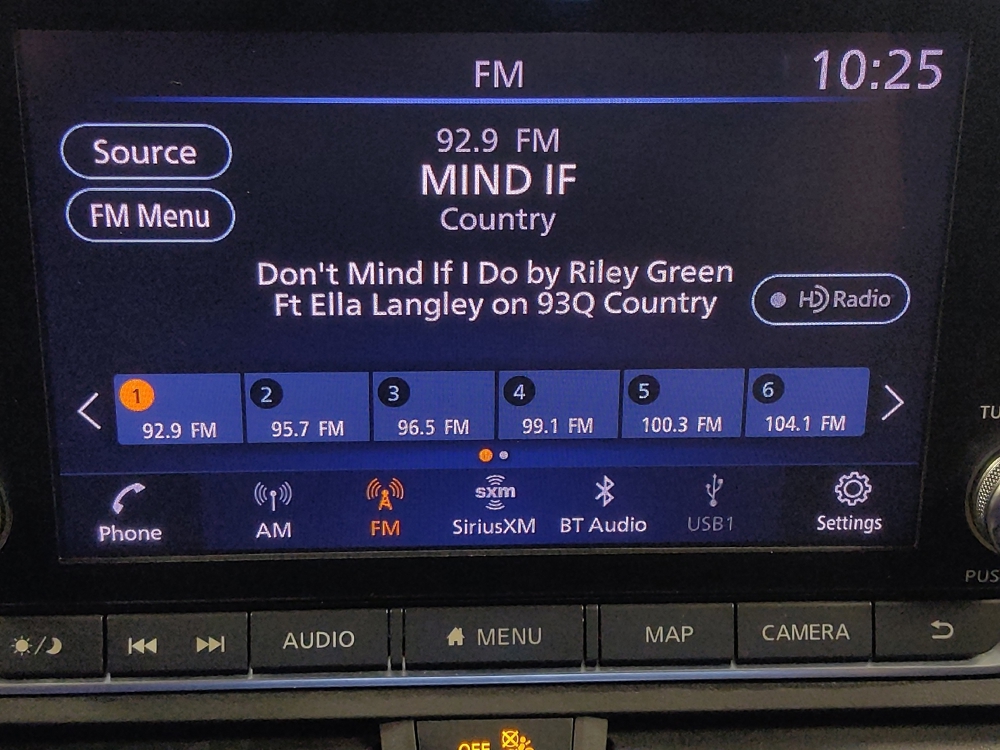 FM
10:25
Source
92.9 FM
MIND IF
FM Menu
Country
Don't Mind If I Do by Riley Green
Ft Ella Langley on 93Q Country
HD Radio
1
2
3
4
5
6
92.9 FM
95.7 FM
96.5 FM
99.1 FM
100.3 FM
104.1 FM
Phone
AM
FM
sxm
SiriusXM
BT Audio
USB1
Settings
TU
PUS
AUDIO
MENU
MAP
CAMERA
OFF